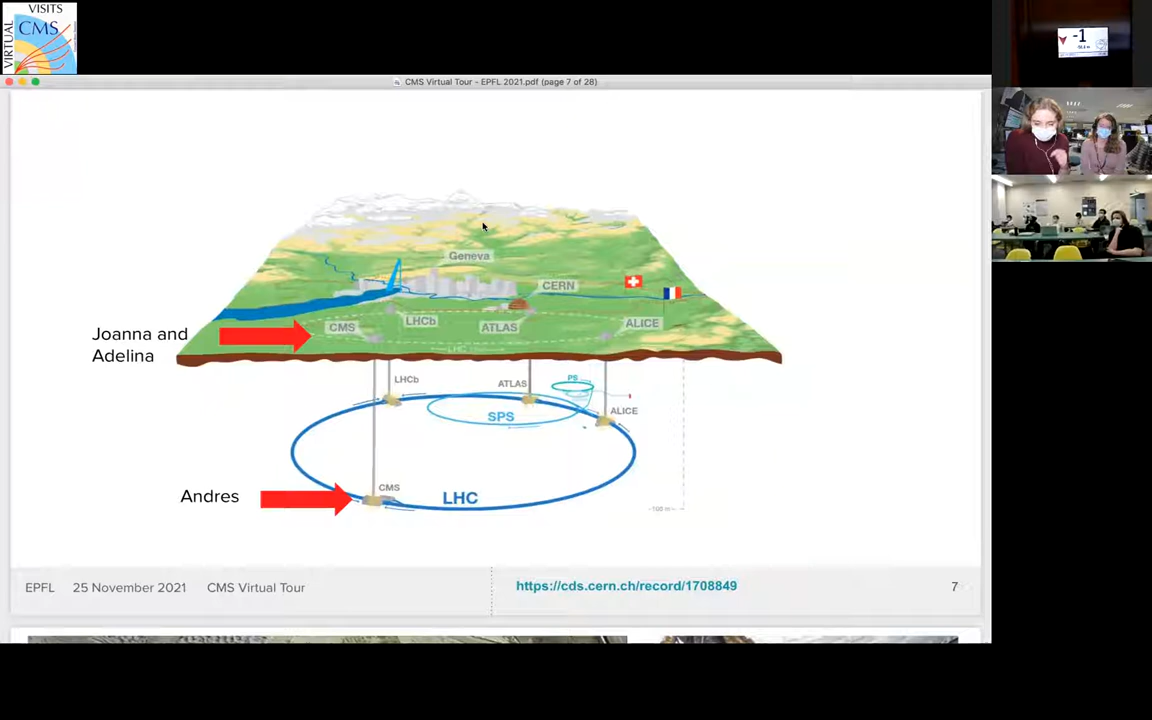 VISITS
VIRTUAL
CMS
CMS Virtual Tour - EPFL 2021.pdf (page 7 of 28)
-1
Geneva
CERN
LHCb
ATLAS
CMS
ALICE
LHC
Joanna and
Adelina
LHCb
ATLAS
PS
SPS
ALICE
CMS
LHC
Andres
~100 m
EPFL
25 November 2021
CMS Virtual Tour
https://cds.cern.ch/record/1708849
7